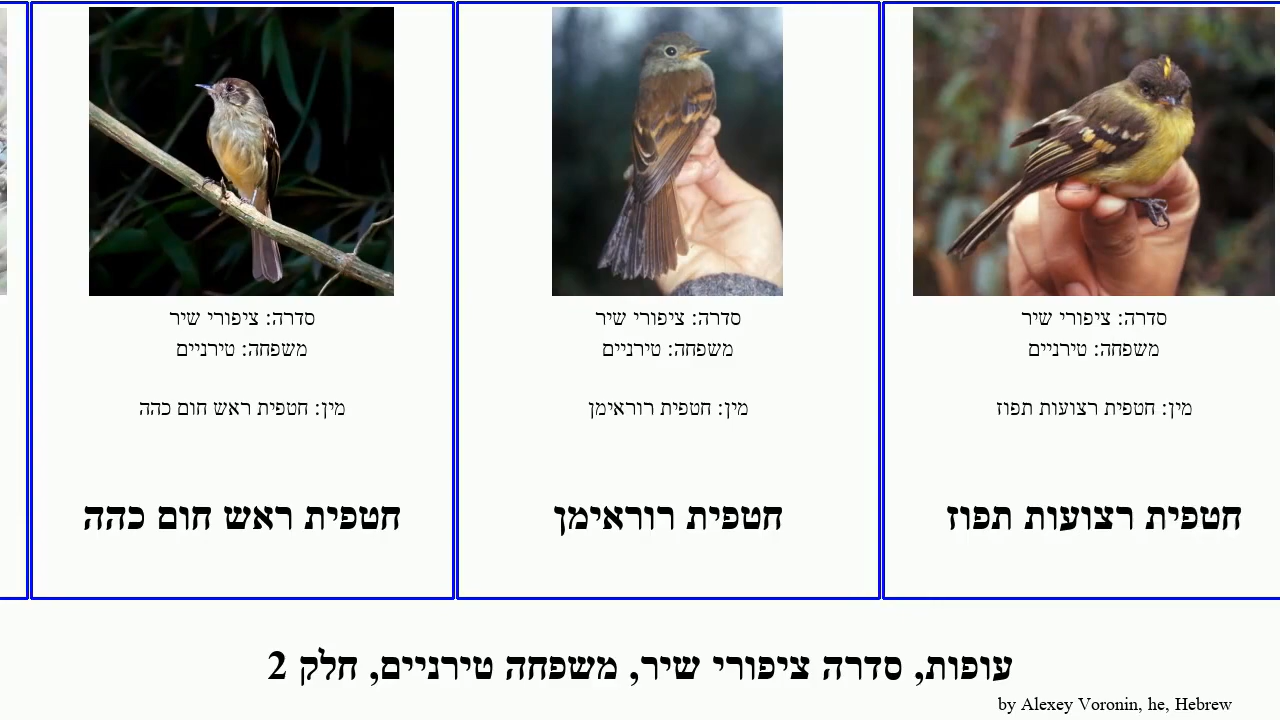 סדרה: ציפורי שיר
משפחה: טירניים
מין: חטפית רצועות תפוז
חטפית רצועות תפוז
סדרה: ציפורי שיר
משפחה: טירניים
מין: חטפית רוראימן
חטפית רוראימן
סדרה: ציפורי שיר
משפחה: טירניים
מין: חטפית ראש חום כהה
חטפית ראש חום כהה
עופות, סדרה ציפורי שיר, משפחה טירניים, חלק 2
by Alexey Voronin, he, Hebrew